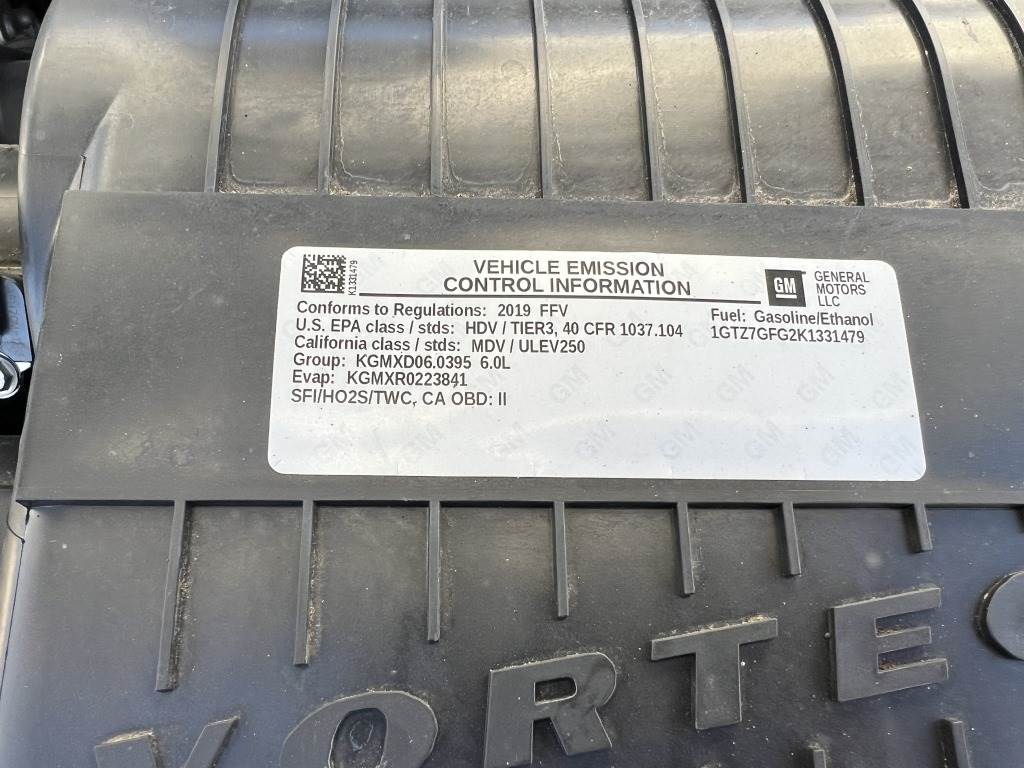 K1331479
VEHICLE EMISSION
CONTROL INFORMATION
GM
GENERAL
MOTORS
LLC
Conforms to Regulations: 2019 FFV
Fuel: Gasoline/Ethanol
U.S. EPA class / stds: HDV / TIER3, 40 CFR 1037.104
1GTZ7GFG2K1331479
California class / stds: MDV / ULEV250
Group: KGMXD06.0395 6.0L
Evap: KGMXR0223841
SFI/HO2S/TWC, CA OBD: II
VORTE